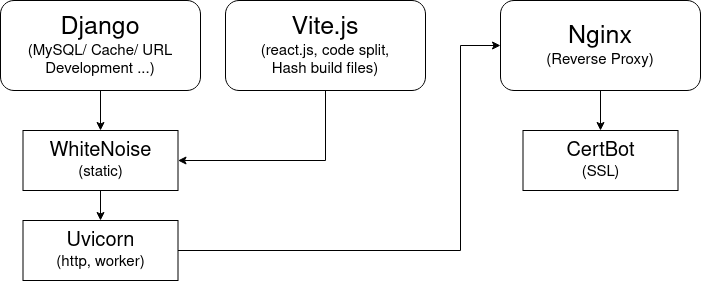 Django
(MySQL/ Cache/ URL
Development ...)
Vite.js
(react.js, code split,
Hash build files)
Nginx
(Reverse Proxy)
WhiteNoise
(static)
CertBot
(SSL)
Uvicorn
(http, worker)